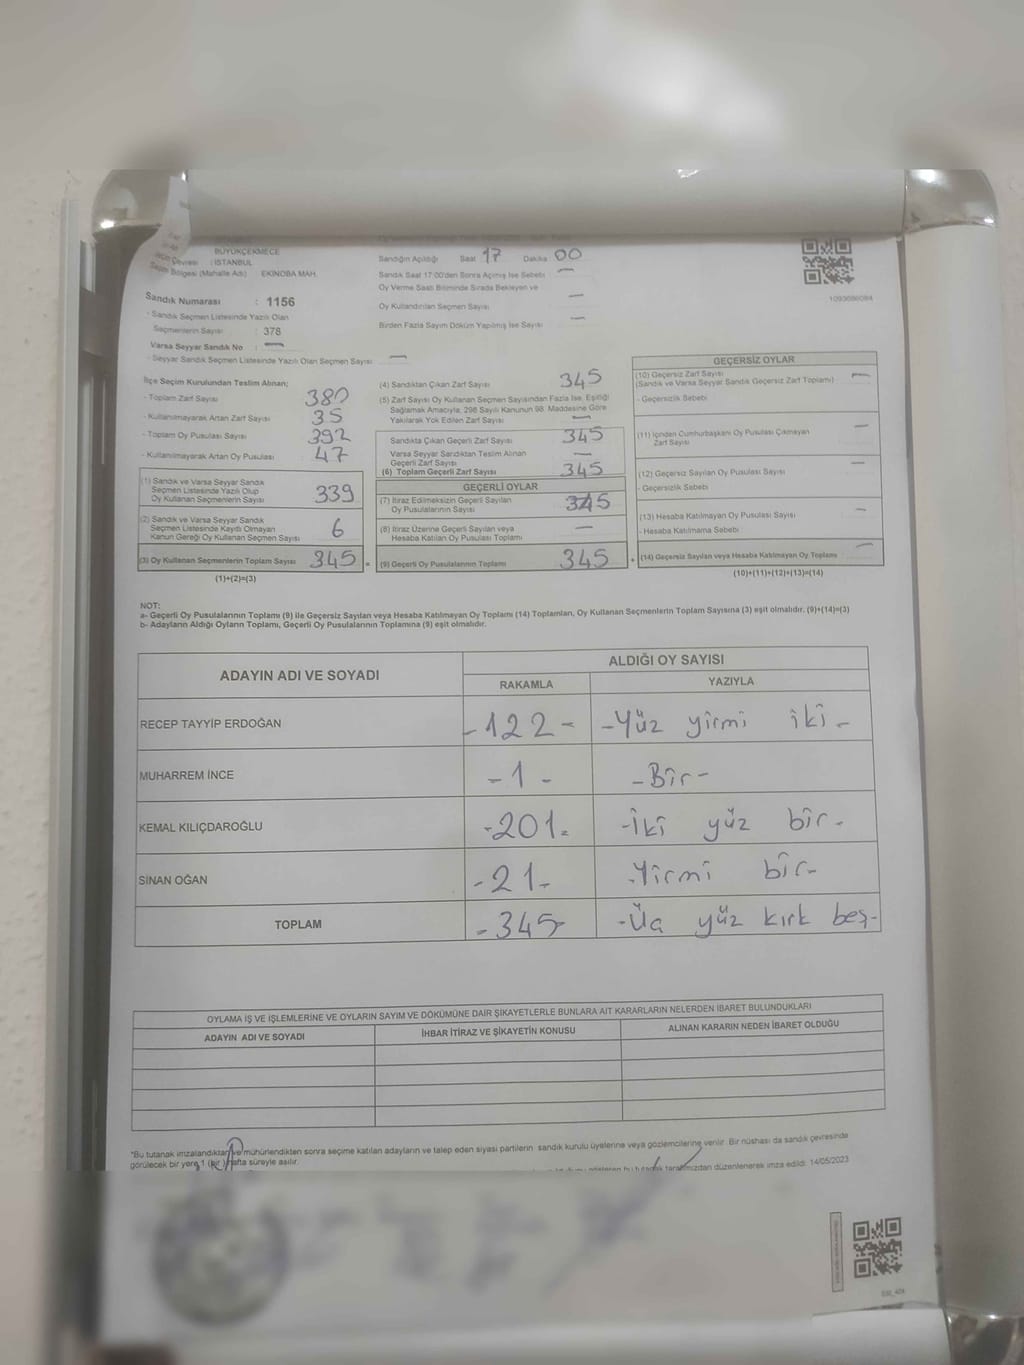 BÜYÜKÇEKMECE
Seçim Çevresi : İSTANBUL
Seçim Bölgesi (Mahalle Adı) EKİNOBA MAH.
Sandık Numarası : 1156
- Sandık Seçmen Listesinde Yazılı Olan
Seçmenlerin Sayısı : 378
Varsa Seyyar Sandık No : —
- Seyyar Sandık Seçmen Listesinde Yazılı Olan Seçmen Sayısı —
Sandığın Açıldığı Saat 17 Dakika 00
Sandık Saat 17:00'den Sonra Açılmış İse Sebebi —
Oy Verme Saati Bitiminde Sırada Bekleyen ve
Oy Kullandırılan Seçmen Sayısı —
Birden Fazla Sayım Döküm Yapılmış İse Sayısı —
1093686084
İlçe Seçim Kurulundan Teslim Alınan;
- Toplam Zarf Sayısı 380
- Kullanılmayarak Artan Zarf Sayısı 35
- Toplam Oy Pusulası Sayısı 392
- Kullanılmayarak Artan Oy Pusulası 47
(1) Sandık ve Varsa Seyyar Sandık
Seçmen Listesinde Yazılı Olup
Oy Kullanan Seçmenlerin Sayısı 339
(2) Sandık ve Varsa Seyyar Sandık
Seçmen Listesinde Kayıtlı Olmayan
Kanun Gereği Oy Kullanan Seçmen Sayısı 6
(3) Oy Kullanan Seçmenlerin Toplam Sayısı 345 =
(1)+(2)=(3)
(4) Sandıktan Çıkan Zarf Sayısı 345
(5) Zarf Sayısı Oy Kullanan Seçmen Sayısından Fazla İse, Eşitliği
Sağlamak Amacıyla, 298 Sayılı Kanunun 98. Maddesine Göre
Yakılarak Yok Edilen Zarf Sayısı —
Sandıkta Çıkan Geçerli Zarf Sayısı 345
Varsa Seyyar Sandıktan Teslim Alınan
Geçerli Zarf Sayısı —
(6) Toplam Geçerli Zarf Sayısı 345
GEÇERLİ OYLAR
(7) İtiraz Edilmeksizin Geçerli Sayılan
Oy Pusulalarının Sayısı 345
(8) İtiraz Üzerine Geçerli Sayılan veya
Hesaba Katılan Oy Pusulası Toplamı —
(9) Geçerli Oy Pusulalarının Toplamı 345 +
GEÇERSİZ OYLAR
(10) Geçersiz Zarf Sayısı —
(Sandık ve Varsa Seyyar Sandık Geçersiz Zarf Toplamı)
- Geçersizlik Sebebi
(11) İçinden Cumhurbaşkanı Oy Pusulası Çıkmayan —
Zarf Sayısı
(12) Geçersiz Sayılan Oy Pusulası Sayısı —
- Geçersizlik Sebebi
(13) Hesaba Katılmayan Oy Pusulası Sayısı —
- Hesaba Katılmama Sebebi
(14) Geçersiz Sayılan veya Hesaba Katılmayan Oy Toplamı —
(10)+(11)+(12)+(13)=(14)
NOT:
a- Geçerli Oy Pusulalarının Toplamı (9) ile Geçersiz Sayılan veya Hesaba Katılmayan Oy Toplamı (14) Toplamları, Oy Kullanan Seçmenlerin Toplam Sayısına (3) eşit olmalıdır. (9)+(14)=(3)
b- Adayların Aldığı Oyların Toplamı, Geçerli Oy Pusulalarının Toplamına (9) eşit olmalıdır.
ADAYIN ADI VE SOYADI
ALDIĞI OY SAYISI
RAKAMLA YAZIYLA
RECEP TAYYİP ERDOĞAN -122- -Yüz yirmi iki-
MUHARREM İNCE -1- -Bir-
KEMAL KILIÇDAROĞLU -201- -İki yüz bir-
SİNAN OĞAN -21- -Yirmi bir-
TOPLAM -345- -Üç yüz kırk beş-
OYLAMA İŞ VE İŞLEMLERİNE VE OYLARIN SAYIM VE DÖKÜMÜNE DAİR ŞİKAYETLERLE BUNLARA AİT KARARLARIN NELERDEN İBARET BULUNDUKLARI
ADAYIN ADI VE SOYADI İHBAR İTİRAZ VE ŞİKAYETİN KONUSU ALINAN KARARIN NEDEN İBARET OLDUĞU
*Bu tutanak imzalandıktan ve mühürlendikten sonra seçime katılan adayların ve talep eden siyasi partilerin sandık kurulu üyelerine veya gözlemcilerine verilir. Bir nüshası da sandık çevresinde
görülecek bir yere 1 (bir) hafta süreyle asılır.
gösteren bu tutanak tarafımızdan düzenlenerek imza edildi. 14/05/2023